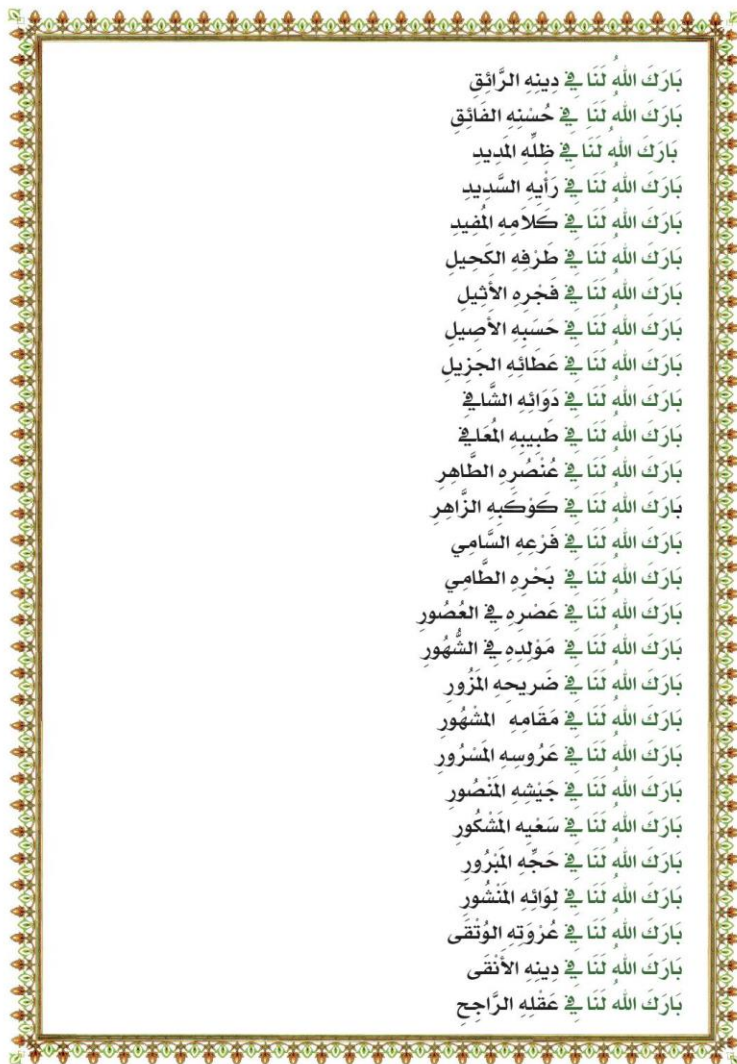 بَارَكَ اللهُ لَنَا فِي دِينِهِ الرَّائِقِ
بَارَكَ اللهُ لَنَا فِي حُسْنِهِ الفَائِقِ
بَارَكَ اللهُ لَنَا فِي ظِلِّهِ المَدِيدِ
بَارَكَ اللهُ لَنَا فِي رَأْيِهِ السَّدِيدِ
بَارَكَ اللهُ لَنَا فِي كَلَامِهِ المُفِيدِ
بَارَكَ اللهُ لَنَا فِي طَرْفِهِ الكَحِيلِ
بَارَكَ اللهُ لَنَا فِي فَجْرِهِ الأَثِيلِ
بَارَكَ اللهُ لَنَا فِي حَسَبِهِ الأَصِيلِ
بَارَكَ اللهُ لَنَا فِي عَطَائِهِ الجَزِيلِ
بَارَكَ اللهُ لَنَا فِي دَوَائِهِ الشَّافِي
بَارَكَ اللهُ لَنَا فِي طَبِيبِهِ المُعَافِي
بَارَكَ اللهُ لَنَا فِي عُنْصُرِهِ الطَّاهِرِ
بَارَكَ اللهُ لَنَا فِي كَوْكَبِهِ الزَّاهِرِ
بَارَكَ اللهُ لَنَا فِي فَرْعِهِ السَّامِي
بَارَكَ اللهُ لَنَا فِي بَحْرِهِ الطَّامِي
بَارَكَ اللهُ لَنَا فِي عَصْرِهِ فِي العُصُورِ
بَارَكَ اللهُ لَنَا فِي مَوْلِدِهِ فِي الشُّهُورِ
بَارَكَ اللهُ لَنَا فِي ضَرِيحِهِ المَزُورِ
بَارَكَ اللهُ لَنَا فِي مَقَامِهِ المَشْهُورِ
بَارَكَ اللهُ لَنَا فِي عَرُوسِهِ المَسْرُورِ
بَارَكَ اللهُ لَنَا فِي جَيْشِهِ المَنْصُورِ
بَارَكَ اللهُ لَنَا فِي سَعْيِهِ المَشْكُورِ
بَارَكَ اللهُ لَنَا فِي حَجِّهِ المَبْرُورِ
بَارَكَ اللهُ لَنَا فِي لِوَائِهِ المَنْشُورِ
بَارَكَ اللهُ لَنَا فِي عُرْوَتِهِ الوُثْقَى
بَارَكَ اللهُ لَنَا فِي دِينِهِ الأَنْقَى
بَارَكَ اللهُ لَنَا فِي عَقْلِهِ الرَّاجِحِ